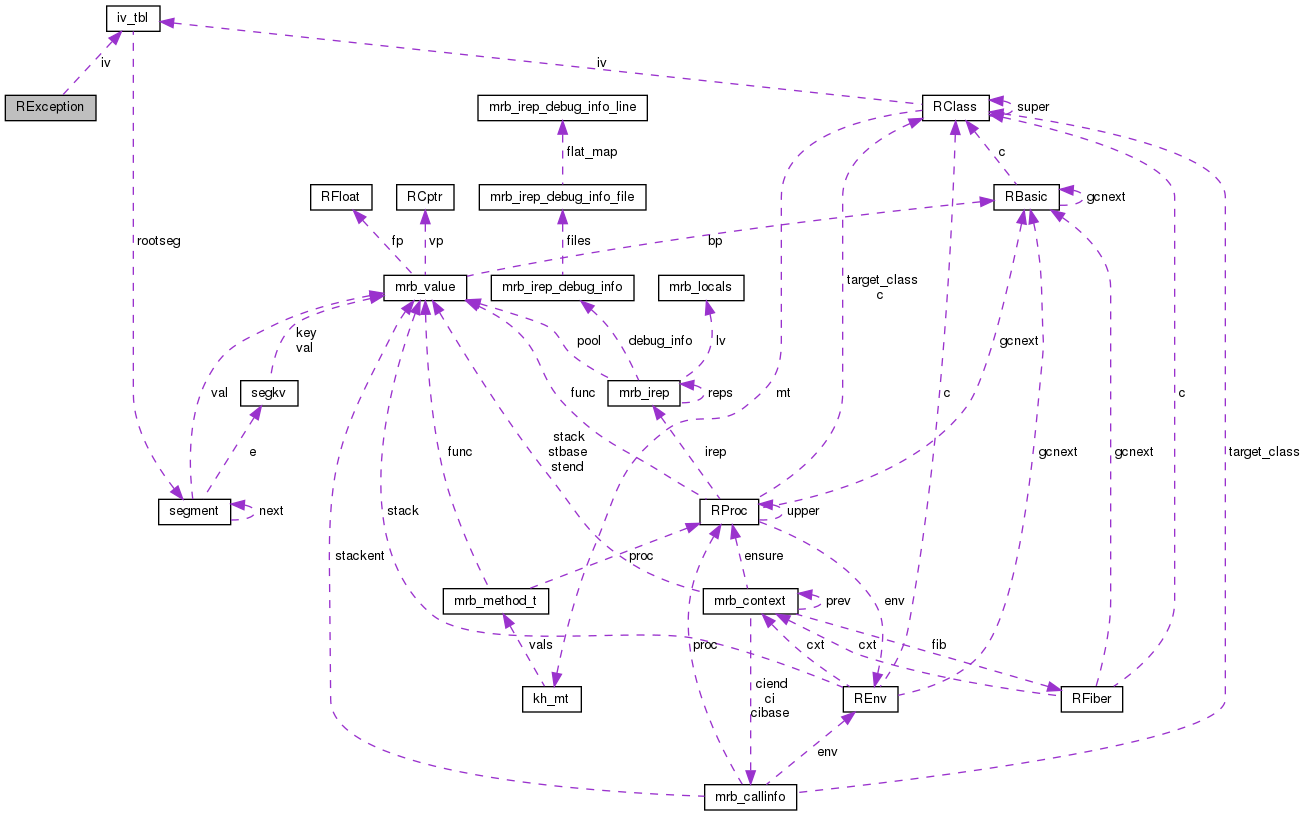 iv_tbl
iv
iv
RException
mrb_irep_debug_info_line
RClass
super
flat_map
c
RFloat
RCptr
mrb_irep_debug_info_file
RBasic
gcnext
rootseg
fp
vp
files
bp
mrb_value
mrb_irep_debug_info
mrb_locals
target_class
c
key
val
pool
debug_info
lv
gcnext
val
segkv
func
mrb_irep
reps
mt
c
c
e
func
stack
stbase
stend
irep
gcnext
gcnext
target_class
segment
next
stack
RProc
upper
stackent
proc
ensure
mrb_method_t
mrb_context
prev
env
vals
proc
cxt
cxt
fib
kh_mt
ciend
ci
cibase
REnv
RFiber
env
mrb_callinfo